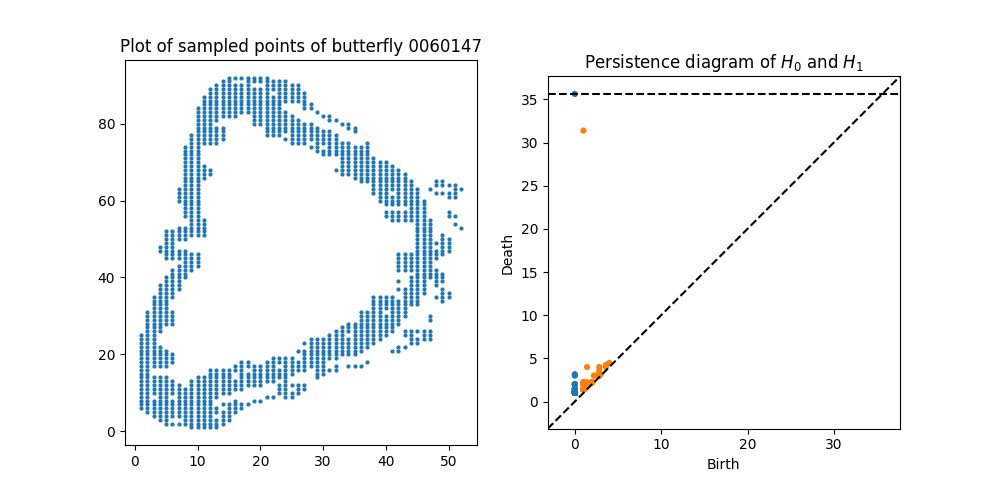 Plot of sampled points of butterfly 0060147
80
60
40
20
0
0 10 20 30 40 50
Persistence diagram of H₀ and H₁
35
30
25
20
15
10
5
0
Death
0 10 20 30
Birth